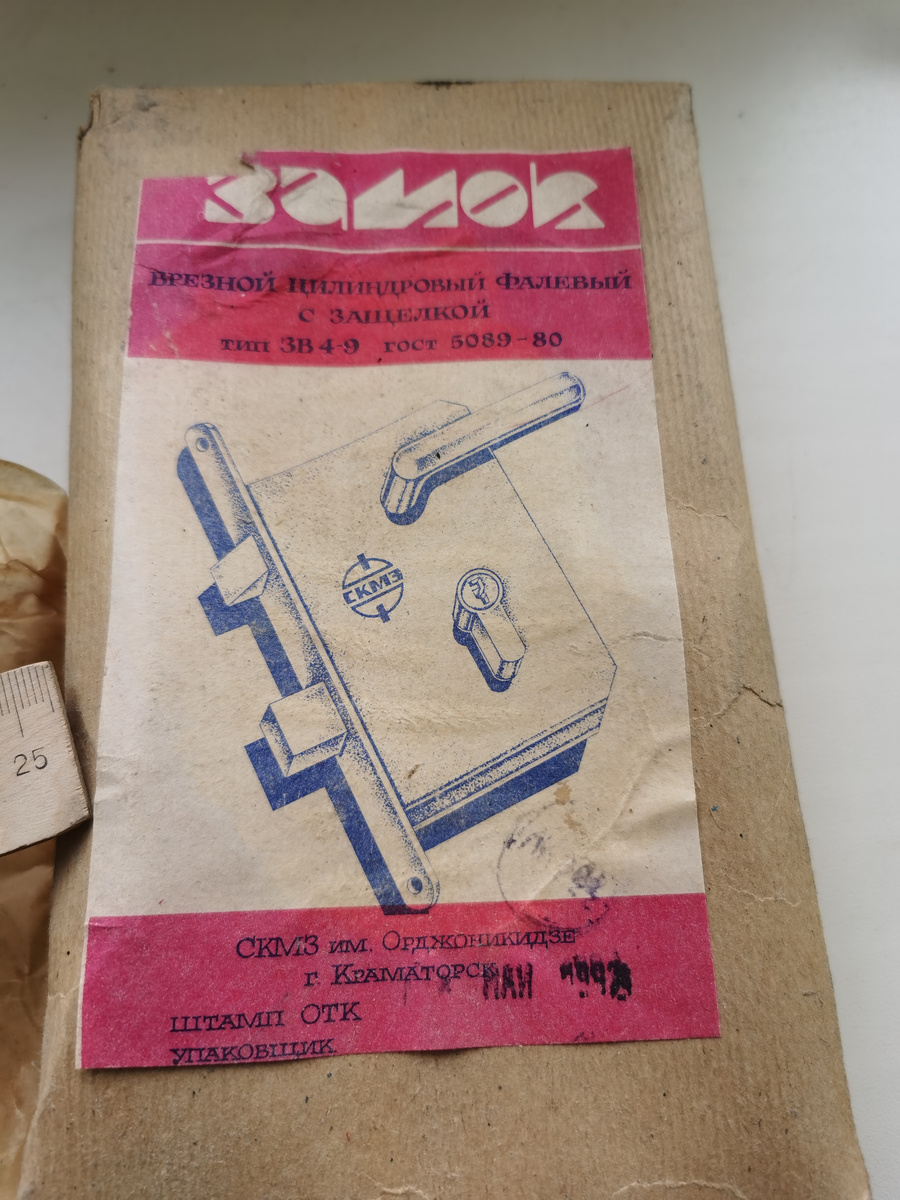 замок
ВРЕЗНОЙ ЦИЛИНДРОВЫЙ ФАЛЕВЫЙ
С ЗАЩЕЛКОЙ
ТИП ЗВ 4-9 ГОСТ 5089-80
СКМЗ
25
СКМЗ ИМ. ОРДЖОНИКИДЗЕ
Г. КРАМАТОРСК
МАЙ
ШТАМП ОТК
УПАКОВЩИК